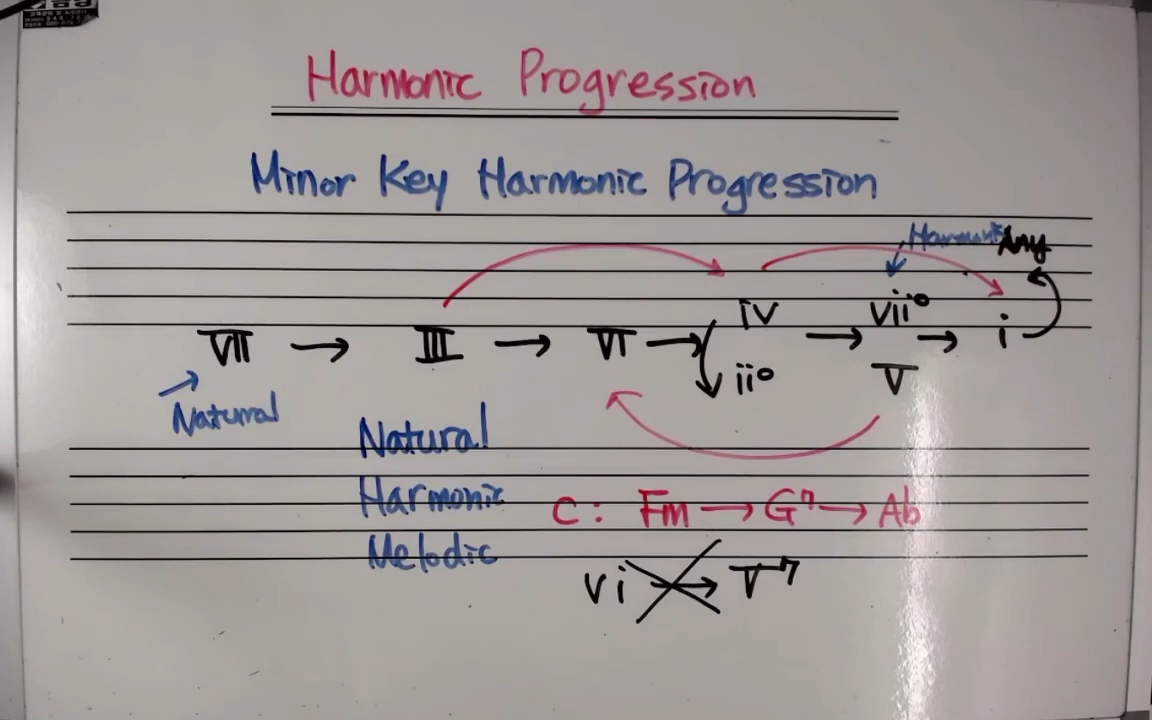 Harmonic Progression
Minor Key Harmonic Progression
Harmonic Any
iv vii°
VII → III → VI → → → i
ii° V
Natural
Natural
Harmonic C: Fm → G7 → Ab
Melodic
vi → V7